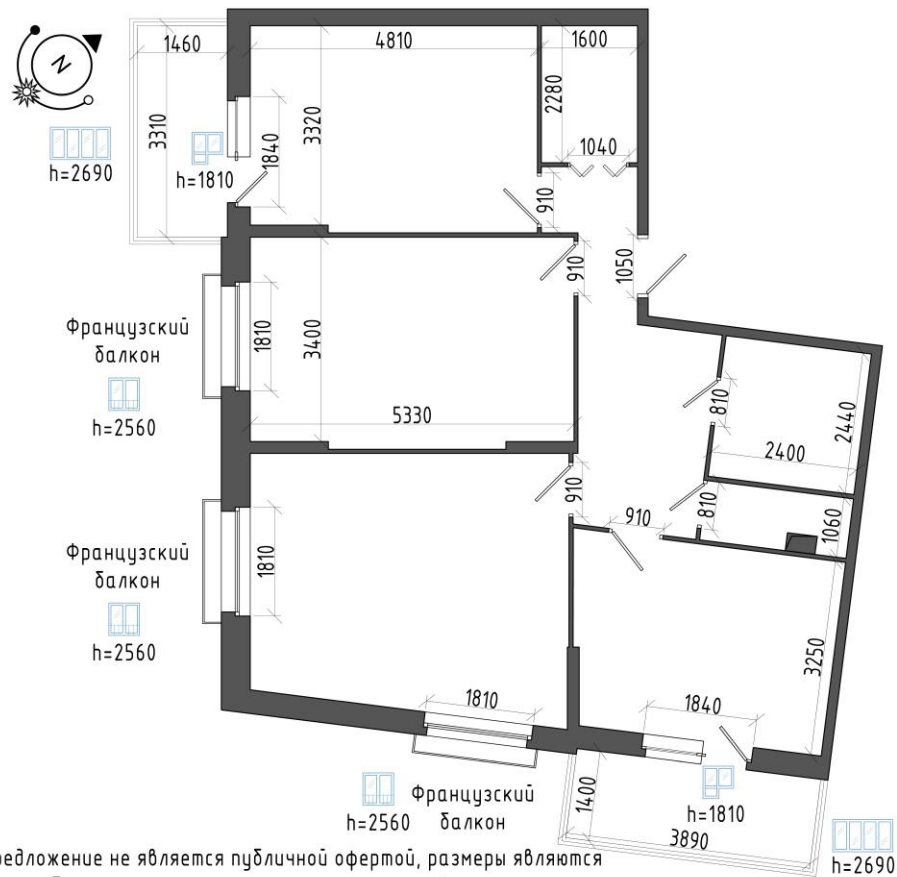 1460
4810
1600
2280
N
3310
1840
3320
1040
h=2690
h=1810
910
910
1050
Французский
балкон
h=2560
1810
3400
5330
810
2440
2400
Французский
балкон
h=2560
1810
910
910
810
1060
3250
1810
1840
h=2560
Французский
балкон
1400
3890
h=1810
h=2690
редложение не является публичной офертой, размеры являются